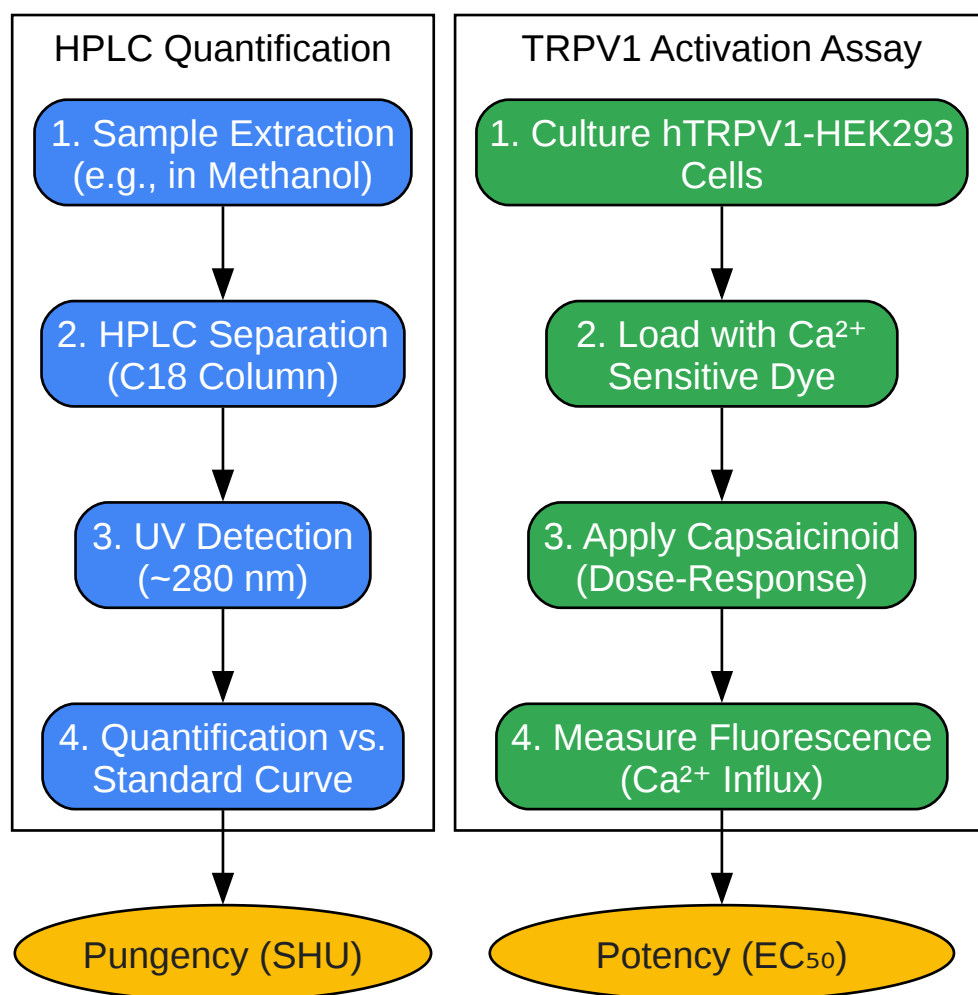 HPLC Quantification
1. Sample Extraction
(e.g., in Methanol)
2. HPLC Separation
(C18 Column)
3. UV Detection
(~280 nm)
4. Quantification vs.
Standard Curve
Pungency (SHU)
TRPV1 Activation Assay
1. Culture hTRPV1-HEK293
Cells
2. Load with Ca²⁺
Sensitive Dye
3. Apply Capsaicinoid
(Dose-Response)
4. Measure Fluorescence
(Ca²⁺ Influx)
Potency (EC₅₀)